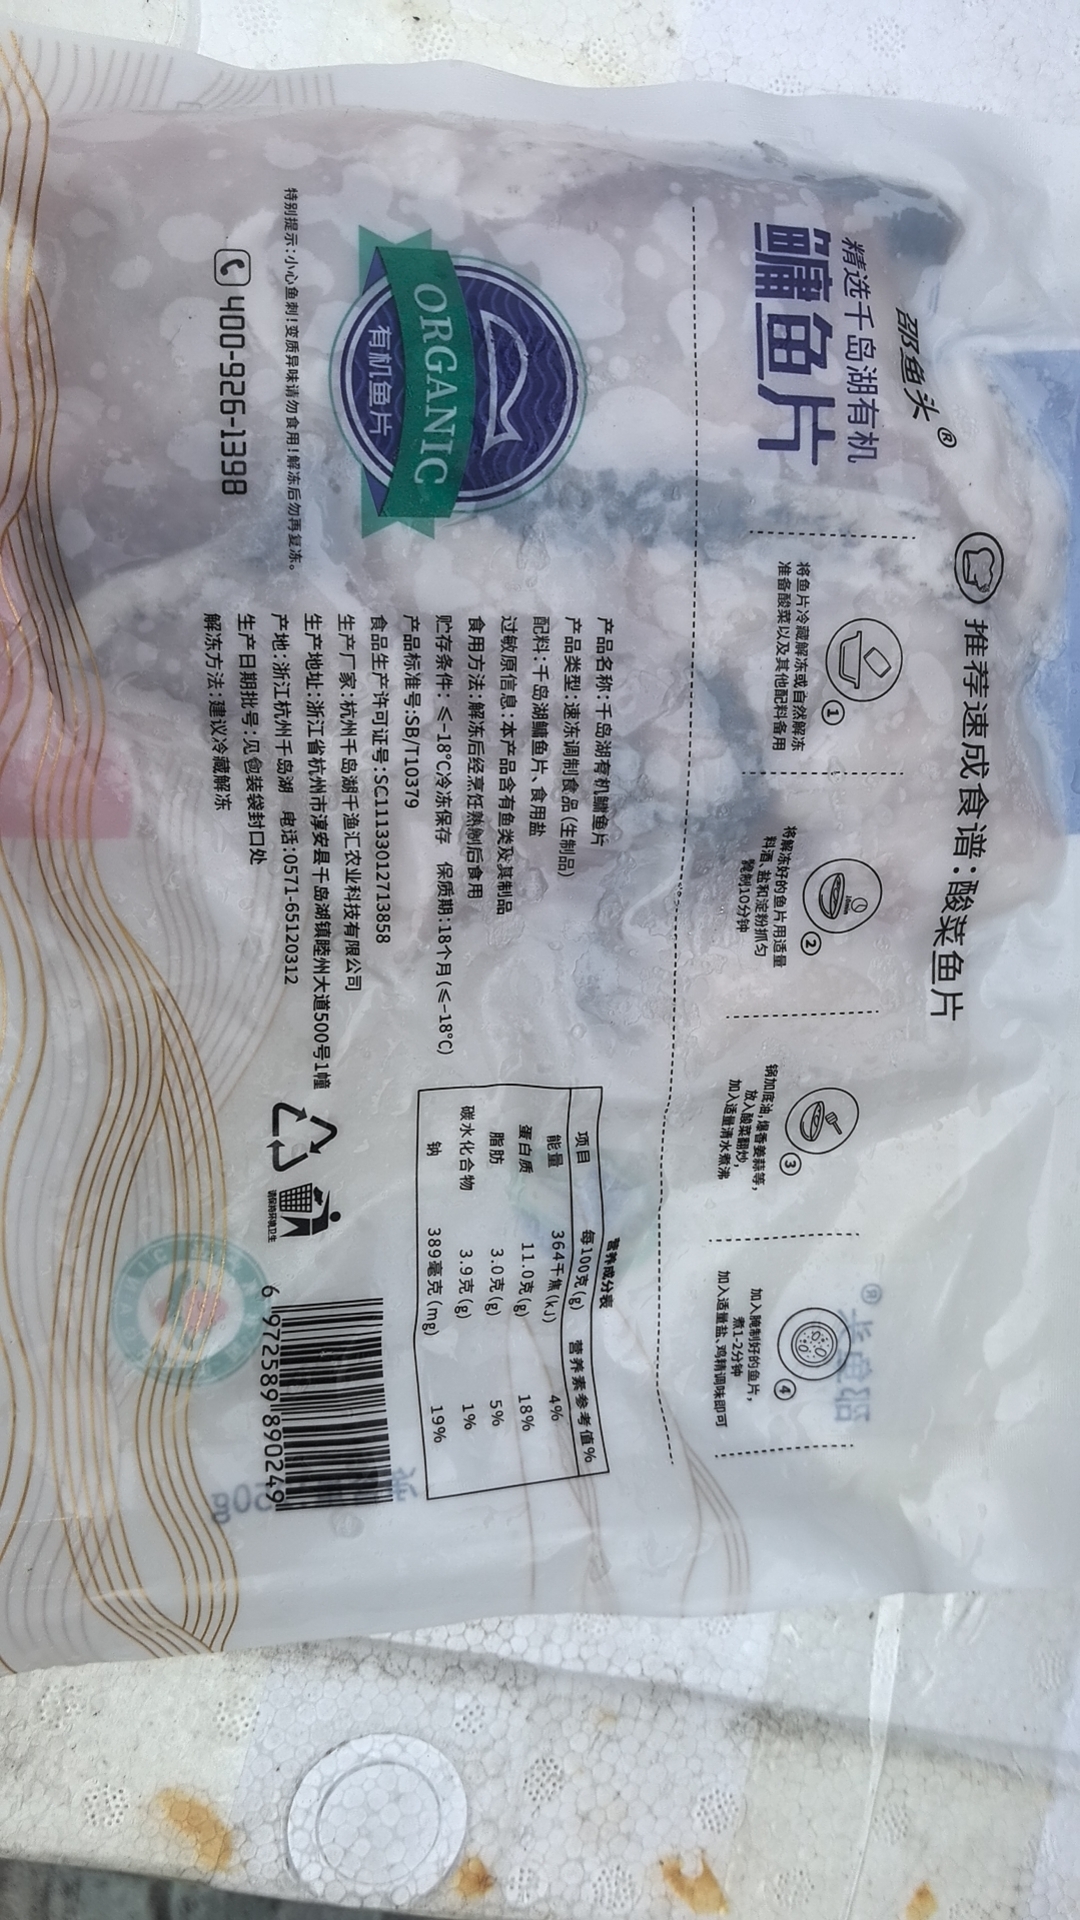 邵鱼头®
精选千岛湖有机
鳙鱼片
推荐速成食谱:酸菜鱼片
①
将鱼片冷藏解冻或自然解冻
准备酸菜以及其他配料备用
②
将解冻好的鱼片用适量
料酒、盐和淀粉抓匀
腌制10分钟
③
锅加底油,爆香姜蒜等,
放入酸菜翻炒,
加入适量清水煮沸
④
加入腌制好的鱼片,
煮1-2分钟
加入适量盐、鸡精调味即可
ORGANIC
有机鱼片
特别提示:小心鱼刺!变质异味请勿食用!解冻后勿再复冻。
400-926-1398
产品名称:千岛湖有机鳙鱼片
产品类型:速冻调制食品(生制品)
配料:千岛湖鳙鱼片、食用盐
过敏原信息:本产品含有鱼类及其制品
食用方法:解冻后经烹饪熟制后食用
贮存条件:≤-18°C冷冻保存 保质期:18个月(≤-18°C)
产品标准号:SB/T10379
食品生产许可证号:SC11133012713858
生产厂家:杭州千岛湖千渔汇农业科技有限公司
生产地址:浙江省杭州市淳安县千岛湖镇睦州大道500号1幢
产地:浙江杭州千岛湖 电话:0571-65120312
生产日期批号:见包装袋封口处
解冻方法:建议冷藏解冻
营养成分表
项目 每100克(g) 营养素参考值%
能量 364千焦(kJ) 4%
蛋白质 11.0克(g) 18%
脂肪 3.0克(g) 5%
碳水化合物 3.9克(g) 1%
钠 389毫克(mg) 19%
请保持环境卫生
6 972589 890249